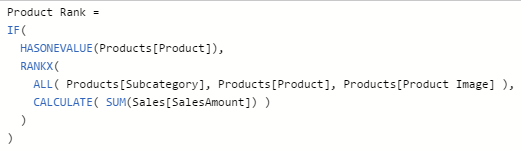 Product Rank =
IF(
HASONEVALUE(Products[Product]),
RANKX(
ALL( Products[Subcategory], Products[Product], Products[Product Image] ),
CALCULATE( SUM(Sales[SalesAmount]) )
)
)